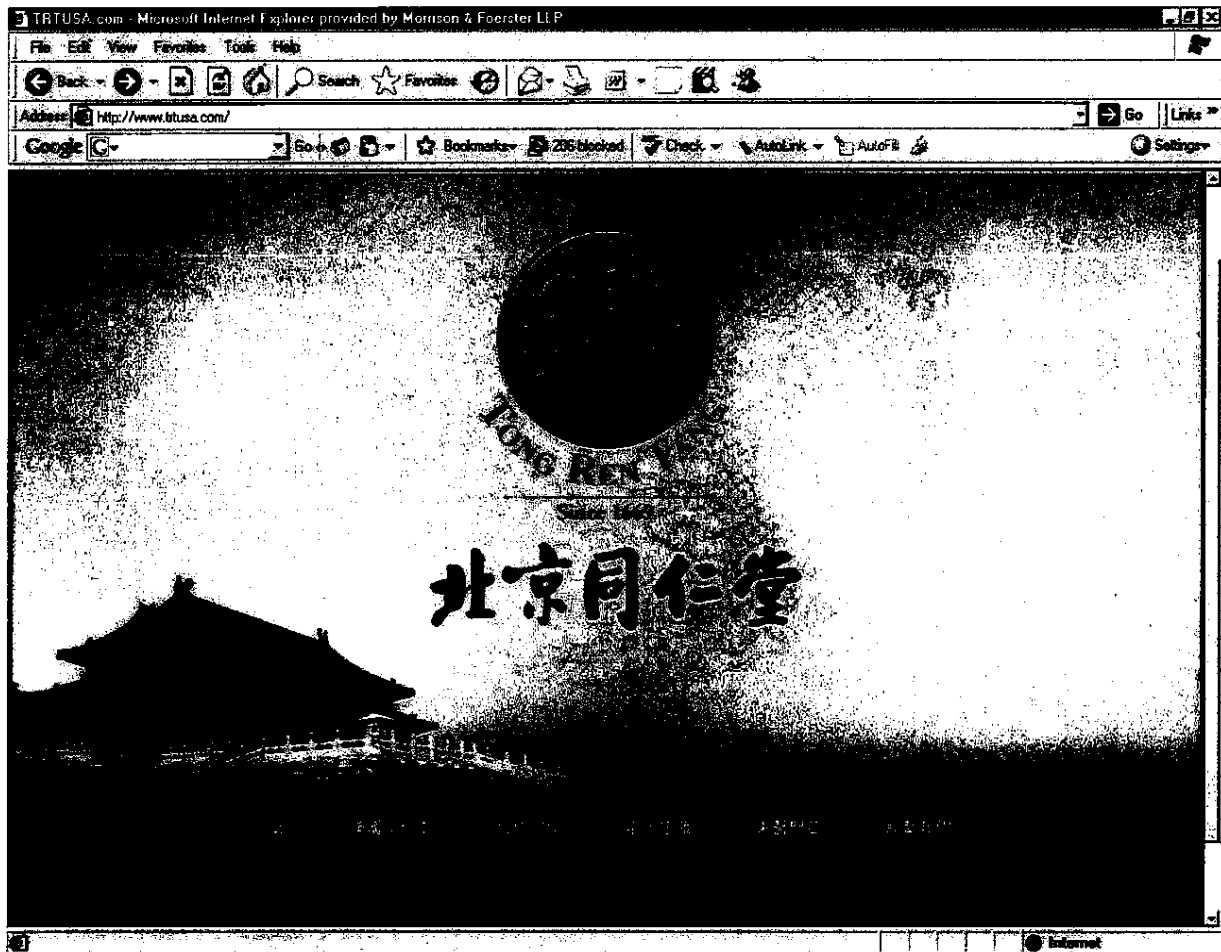 TRTUSA.com - Microsoft Internet Explorer provided by Morrison & Foerster LLP
File Edit View Favorites Tools Help
Back Search Favorites
Address http://www.trtusa.com/ Go Links »
Google G Go Bookmarks 236 blocked Check AutoLink AutoFill Settings
TONG REN
Since
北京同仁堂
Internet